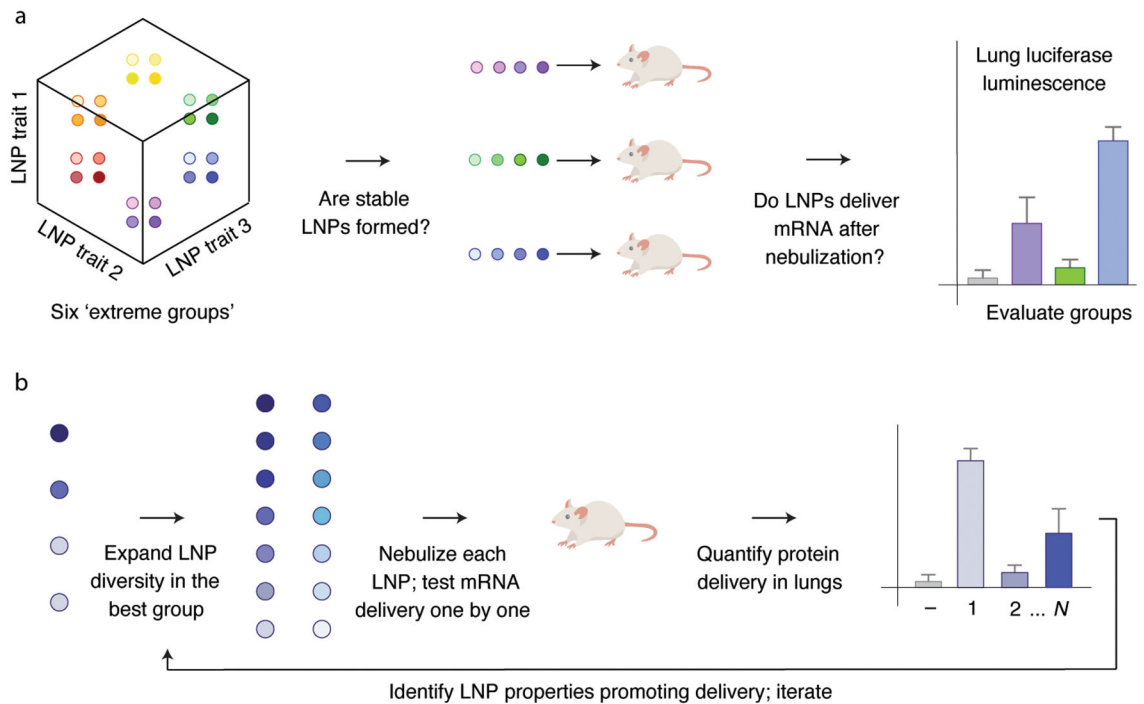 a
LNP trait 1
LNP trait 2
LNP trait 3
Six ‘extreme groups’
Are stable
LNPs formed?
Do LNPs deliver
mRNA after
nebulization?
Lung luciferase
luminescence
Evaluate groups
b
Expand LNP
diversity in the
best group
Nebulize each
LNP; test mRNA
delivery one by one
Quantify protein
delivery in lungs
– 1 2 ... N
Identify LNP properties promoting delivery; iterate